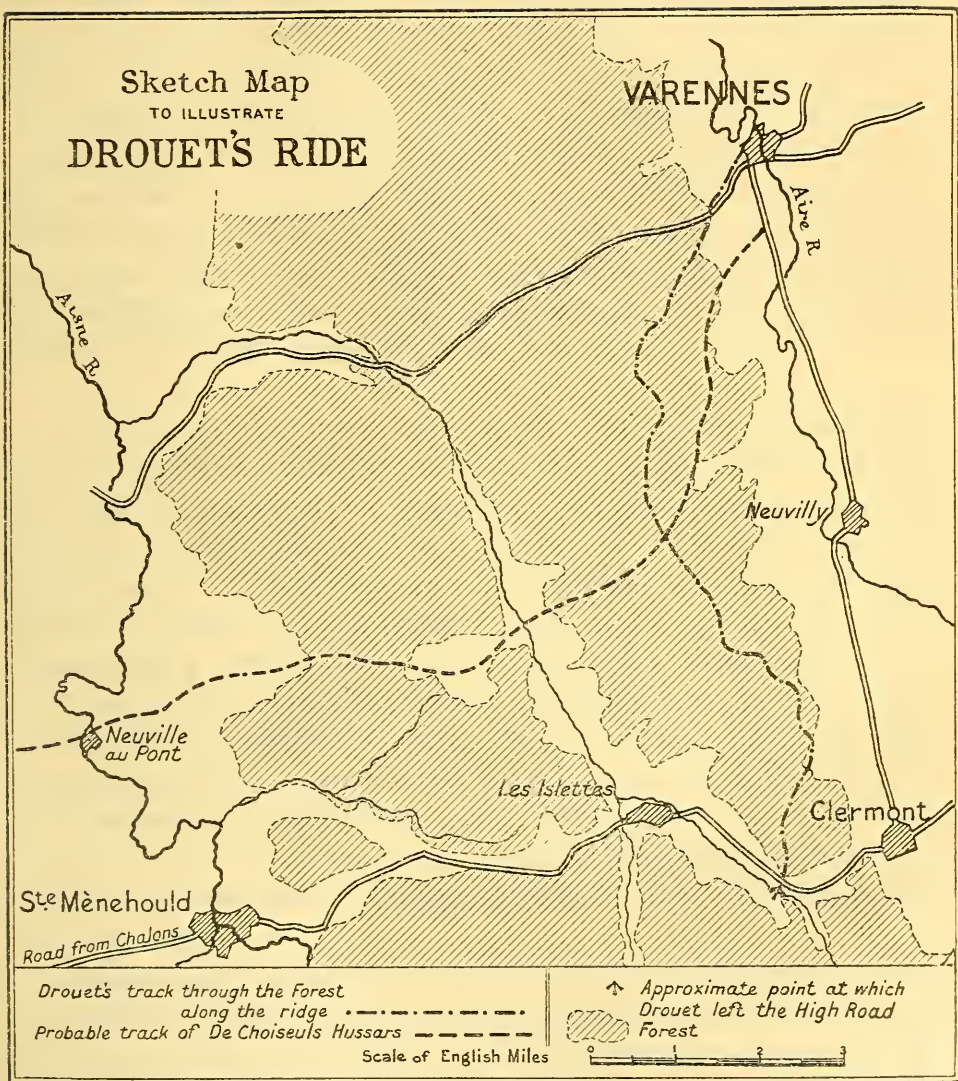 Sketch Map
TO ILLUSTRATE
DROUET'S RIDE
VARENNES
Aire R
Aisne R
Neuvilly
Neuville
au Pont
Les Islettes
Clermont
Ste. Mènehould
Road from Chalons
Drouet's track through the Forest
along the ridge
Probable track of De Choiseuls Hussars
Approximate point at which
Drouet left the High Road
Forest
Scale of English Miles
0 1 2 3